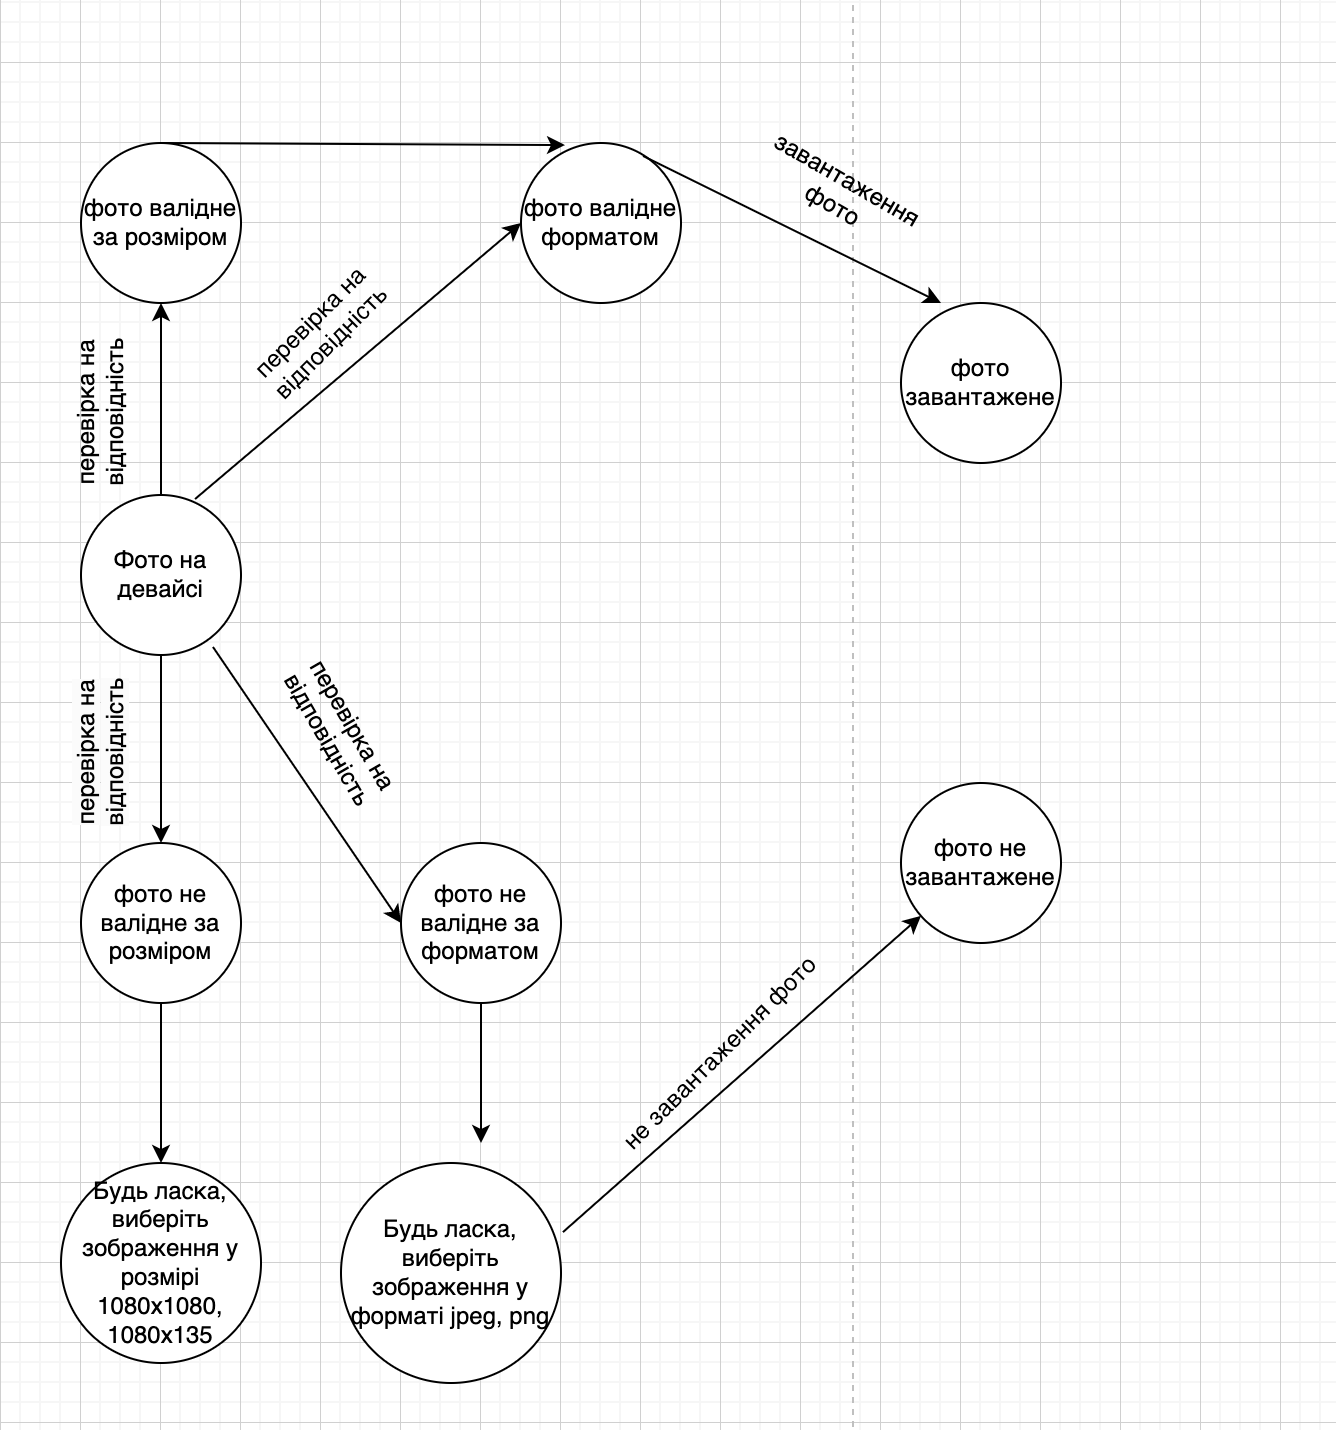 завантаження
фото
фото валідне
за розміром
фото валідне
форматом
перевірка на
відповідність
перевірка на
відповідність
фото
завантажене
Фото на
девайсі
перевірка на
відповідність
перевірка на
відповідність
фото не
валідне за
розміром
фото не
валідне за
форматом
фото не
завантажене
не завантаження фото
Будь ласка,
виберіть
зображення у
розмірі
1080x1080,
1080x135
Будь ласка,
виберіть
зображення у
форматі jpeg, png